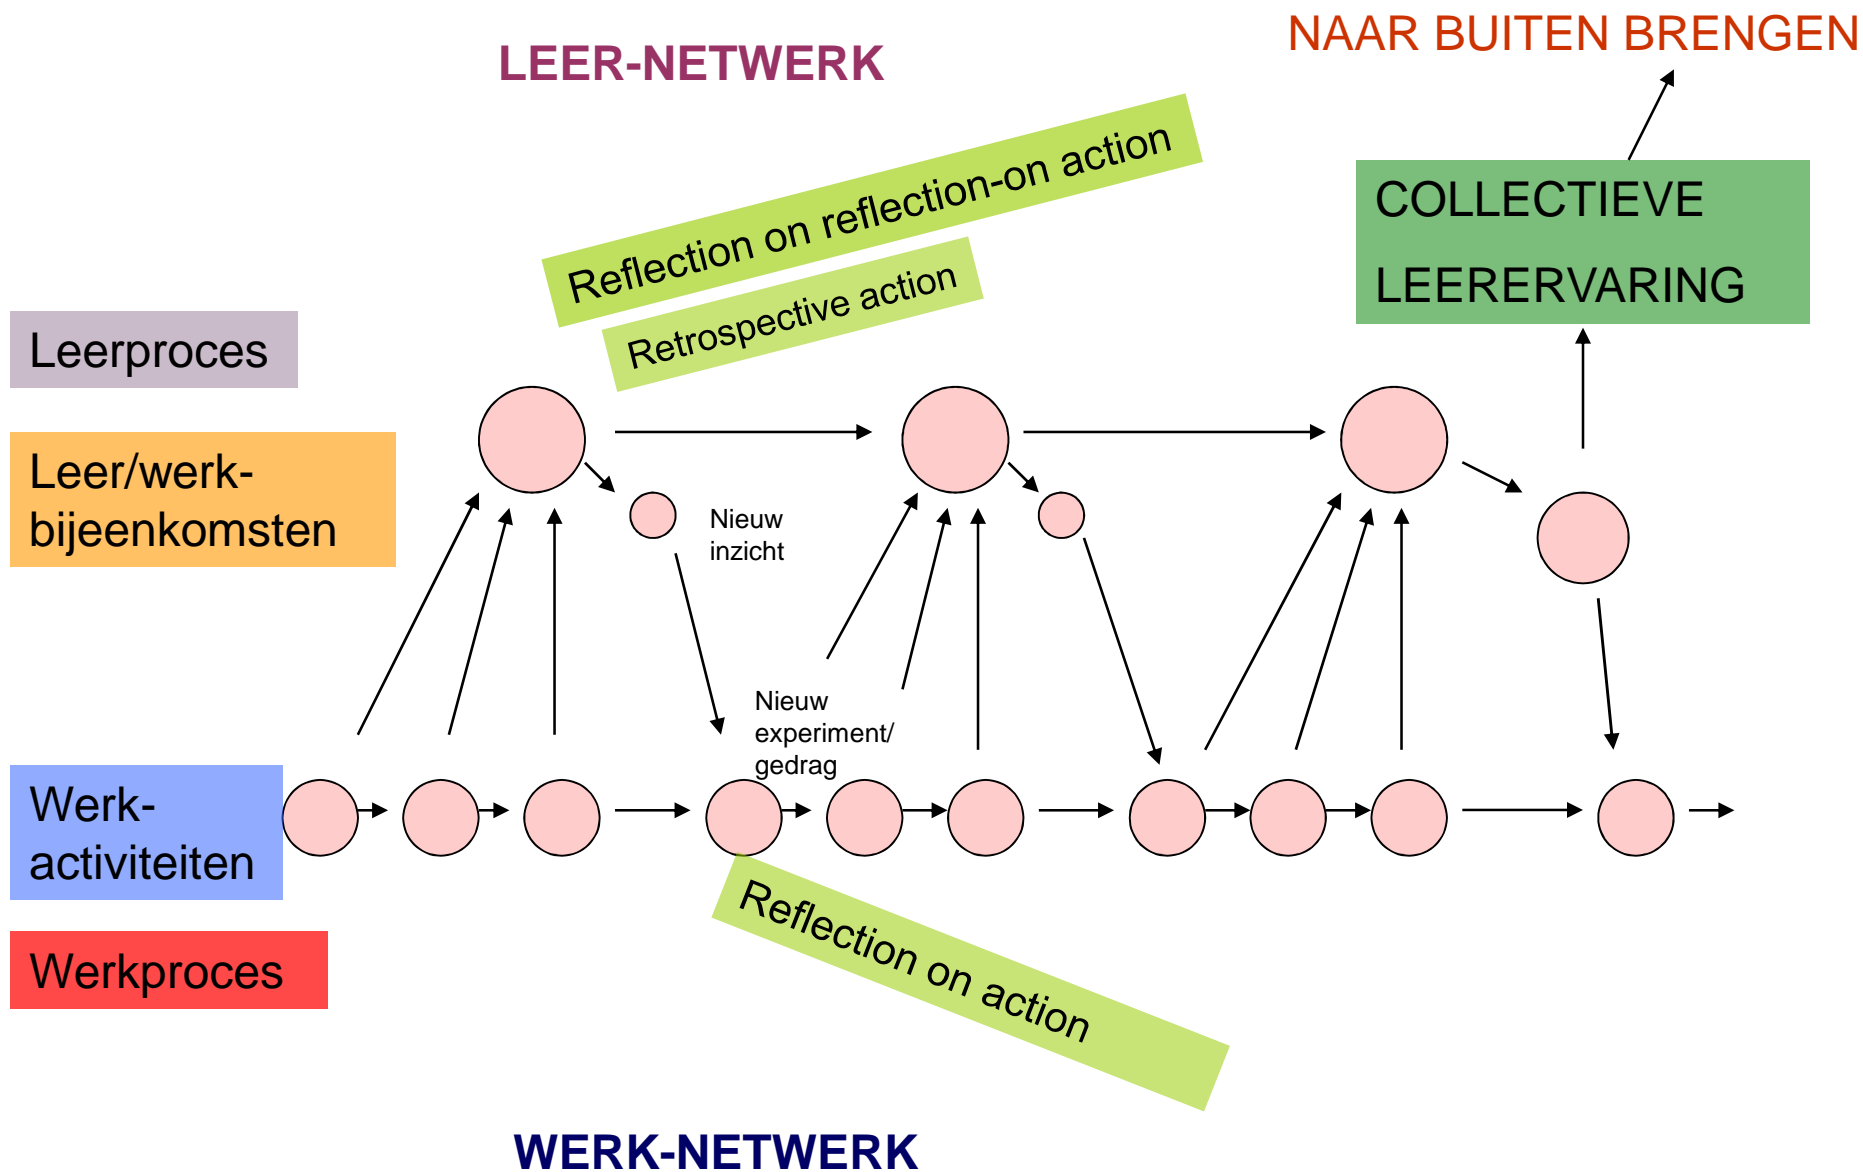 NAAR BUITEN BRENGEN
LEER-NETWERK
Reflection on reflection-on action
Retrospective action
COLLECTIEVE
LEERERVARING
Leerproces
Leer/werk-
bijeenkomsten
Nieuw
inzicht
Nieuw
experiment/
gedrag
Werk-
activiteiten
Reflection on action
Werkproces
WERK-NETWERK